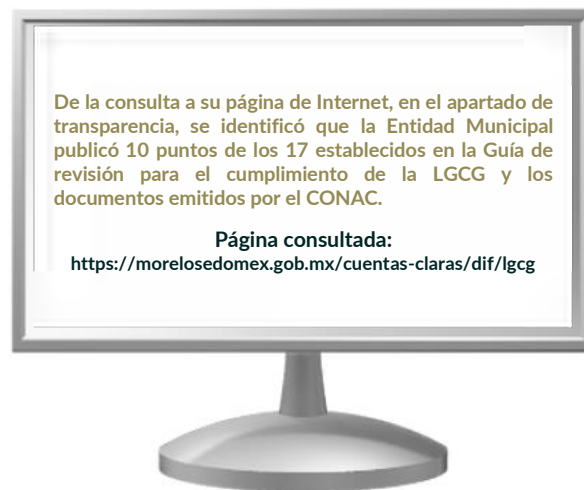 De la consulta a su página de Internet, en el apartado de
transparencia, se identificó que la Entidad Municipal
publicó 10 puntos de los 17 establecidos en la Guía de
revisión para el cumplimiento de la LGCG y los
documentos emitidos por el CONAC.
Página consultada:
https://morelosedomex.gob.mx/cuentas-claras/dif/lgcg